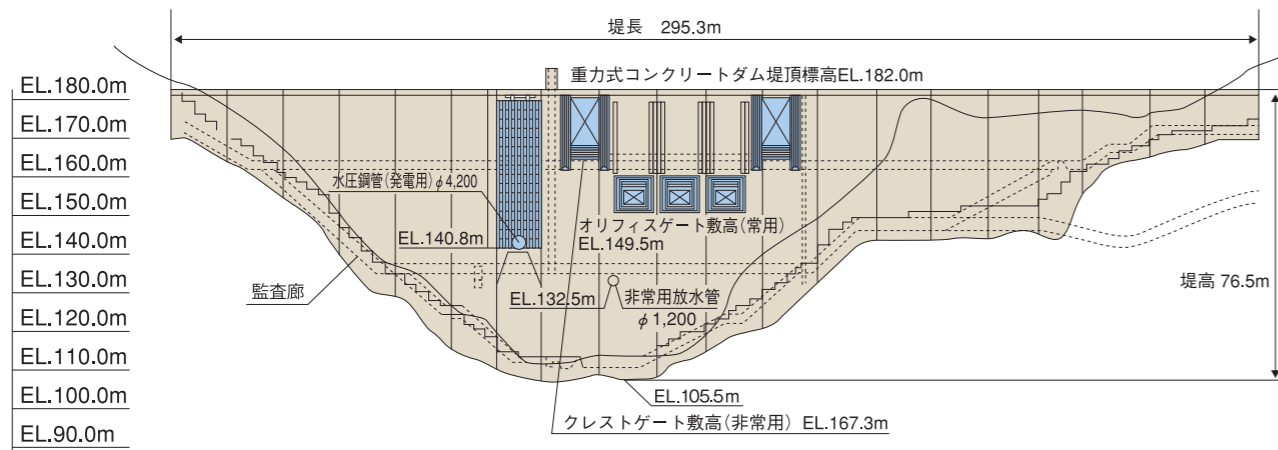 堤長 295.3m
重力式コンクリートダム堤頂標高EL.182.0m
EL.180.0m
EL.170.0m
EL.160.0m
EL.150.0m
EL.140.0m
EL.130.0m
EL.120.0m
EL.110.0m
EL.100.0m
EL.90.0m
水圧鋼管(発電用)φ4,200
EL.140.8m
オリフィスゲート敷高(常用)
EL.149.5m
監査廊
EL.132.5m
非常用放水管
φ1,200
堤高 76.5m
EL.105.5m
クレストゲート敷高(非常用) EL.167.3m